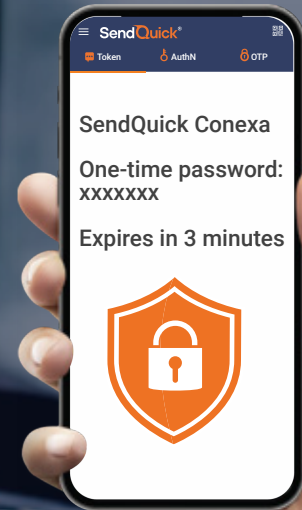 SendQuick®
Token AuthN OTP
SendQuick Conexa
One-time password:
xxxxxxx
Expires in 3 minutes